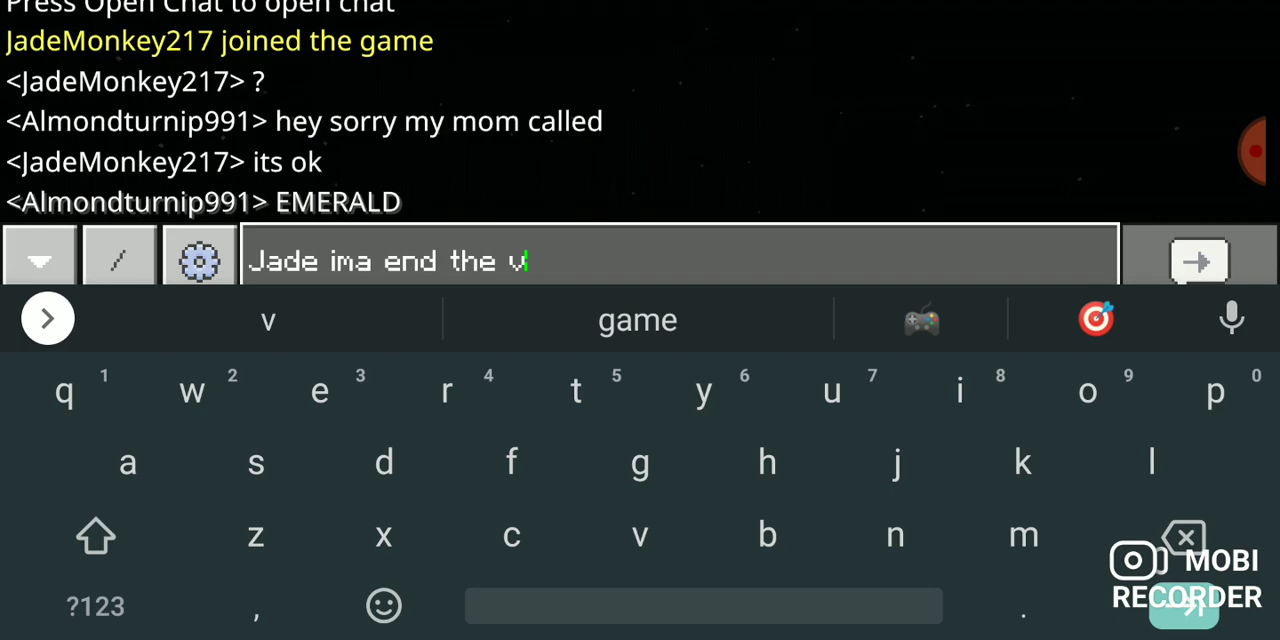 Press Open Chat to open chat
JadeMonkey217 joined the game
<JadeMonkey217> ?
<Almondturnip991> hey sorry my mom called
<JadeMonkey217> its ok
<Almondturnip991> EMERALD
/ Jade ima end the v
v game
q 1 w 2 e 3 r 4 t 5 y 6 u 7 i 8 o 9 p 0
a s d f g h j k l
z x c v b n m
MOBI
RECORDER
?123 , .